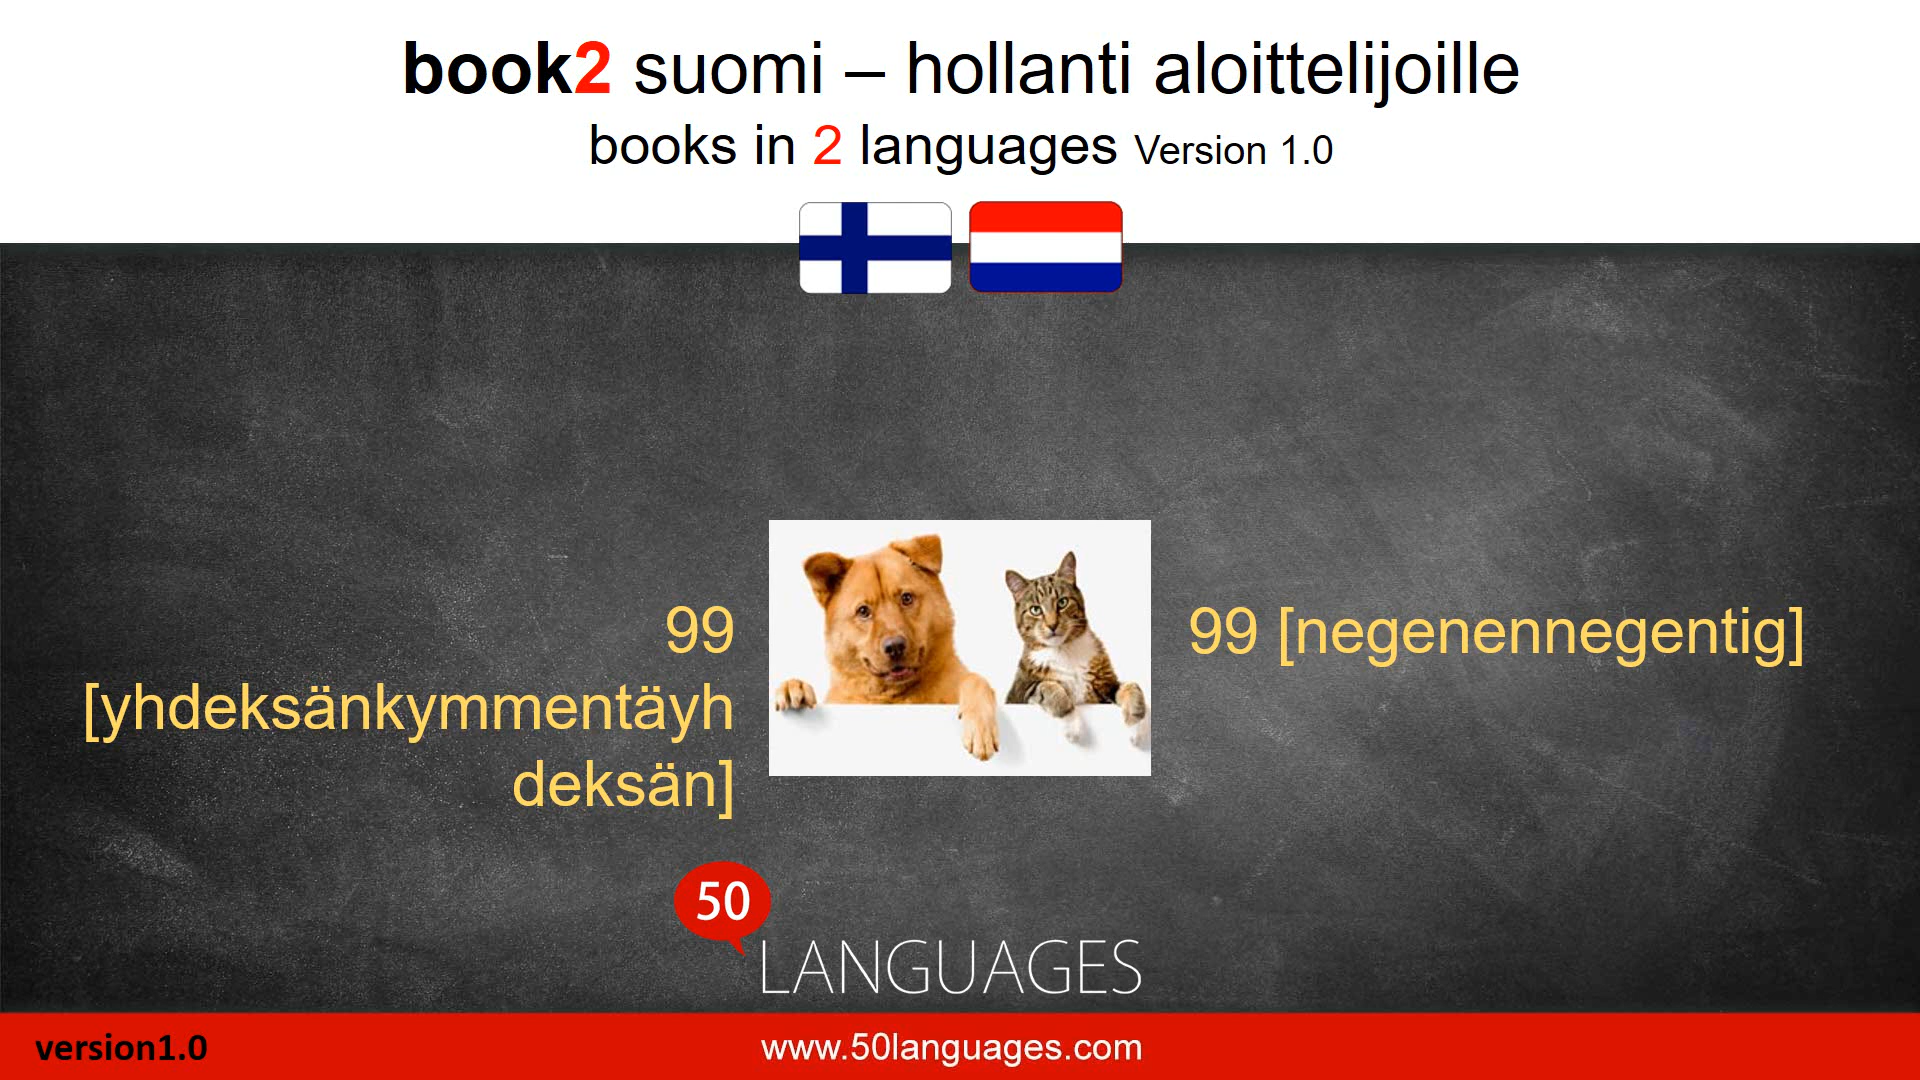 book2 suomi – hollanti aloittelijoille
books in 2 languages Version 1.0
99
[yhdeksänkymmentäyh
deksän]
99 [negenennegentig]
50
LANGUAGES
version1.0
www.50languages.com